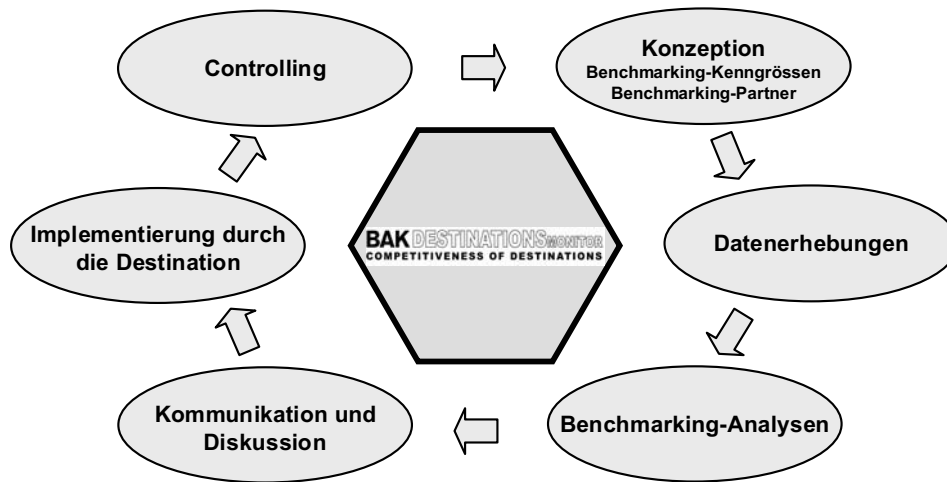 Controlling
Konzeption
Benchmarking-Kenngrössen
Benchmarking-Partner
Implementierung durch
die Destination
BAK DESTINATIONSMONITOR
COMPETITIVENESS OF DESTINATIONS
Datenerhebungen
Kommunikation und
Diskussion
Benchmarking-Analysen